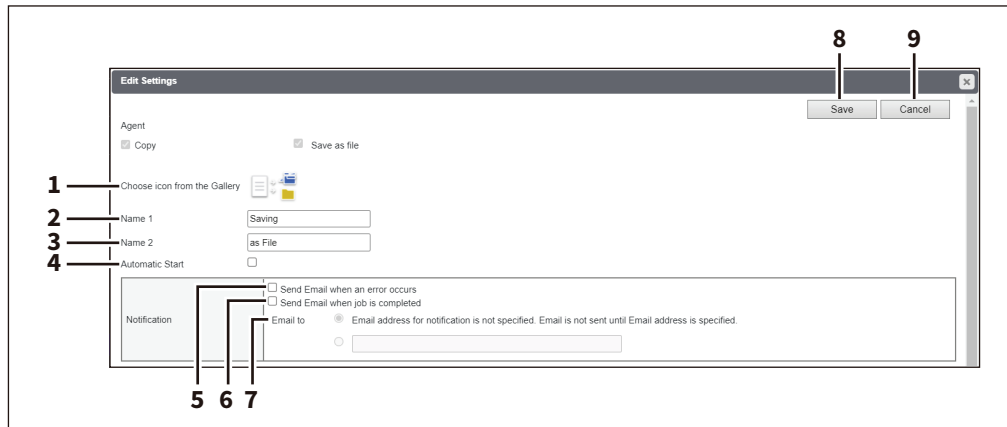 8 9
Edit Settings
Save Cancel
Agent
Copy Save as file
1 Choose icon from the Gallery
2 Name 1 Saving
3 Name 2 as File
4 Automatic Start
Send Email when an error occurs
Send Email when job is completed
Notification Email to Email address for notification is not specified. Email is not sent until Email address is specified.
5 6 7